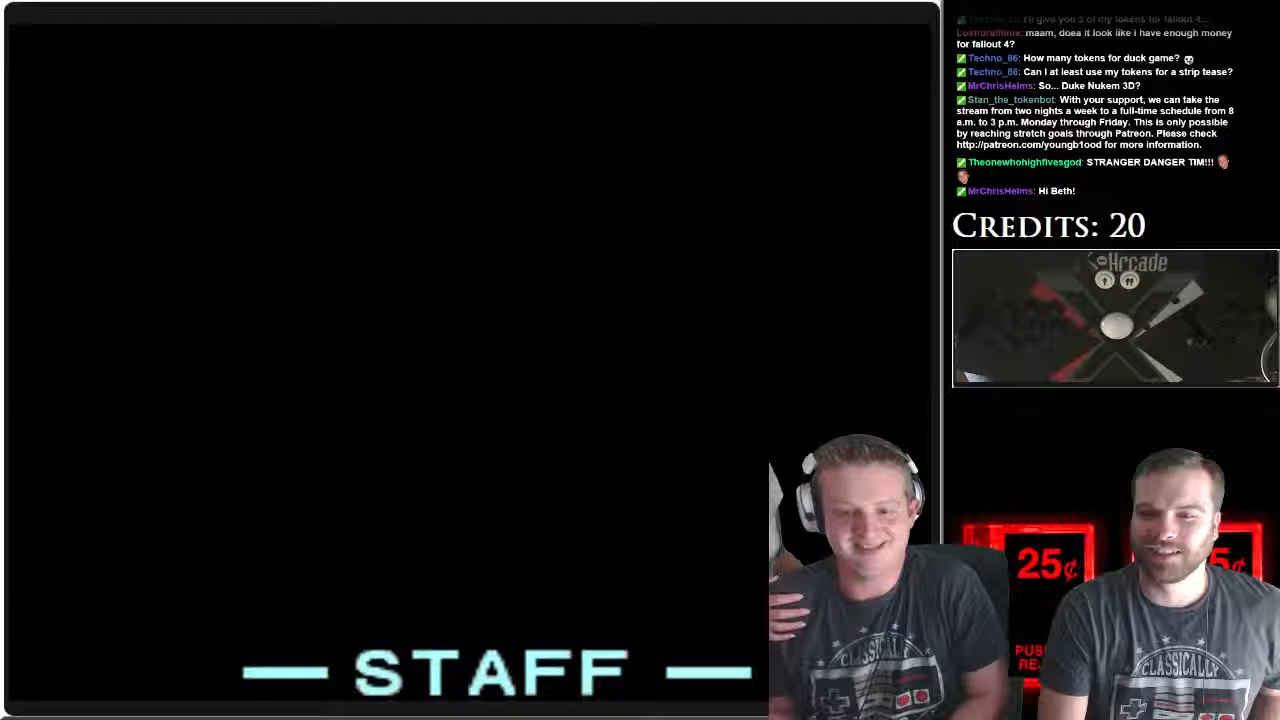 I'll give you 3 of my tokens for fallout 4...
maam, doea it look like i have enough money
for fallout 4?
Techno_86: How many tokens for duck game?
Techno_86: Can I at least use my tokens for a strip tease?
MrChrisHelms: So... Duke Nukem 3D?
Stan_the_tokenbot: With your support, we can take the
stream from two nights a week to a full-time schedule from 8
a.m. to 3 p.m. Monday through Friday. This is only possible
by reaching stretch goals through Patreon. Please check
http://patreon.com/youngb1ood for more information.
Theonewhohighfivesgod: STRANGER DANGER TIM!!!
MrChrisHelms: Hi Beth!
CREDITS: 20
Arcade
25¢
5¢
PUS
RE
CLASSICALLY
CLASSICALLY
— STAFF —